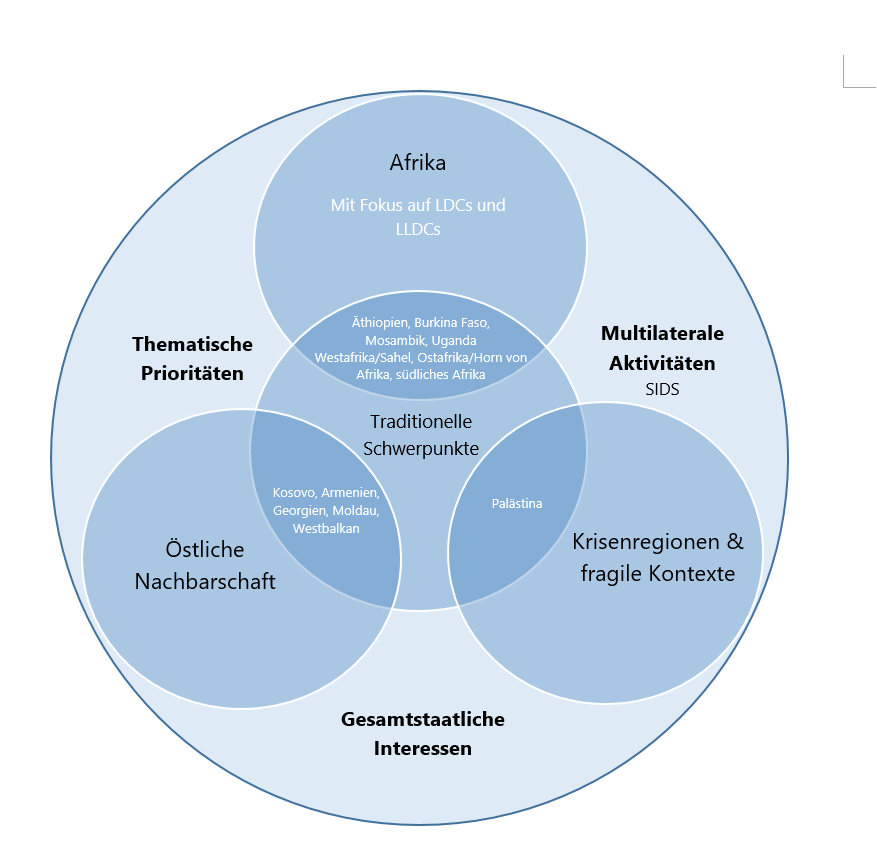 Afrika
Mit Fokus auf LDCs und
LLDCs
Äthiopien, Burkina Faso,
Mosambik, Uganda
Westafrika/Sahel, Ostafrika/Horn von
Afrika, südliches Afrika
Thematische
Prioritäten
Multilaterale
Aktivitäten
SIDS
Traditionelle
Schwerpunkte
Kosovo, Armenien,
Georgien, Moldau,
Westbalkan
Palästina
Östliche
Nachbarschaft
Krisenregionen &
fragile Kontexte
Gesamtstaatliche
Interessen